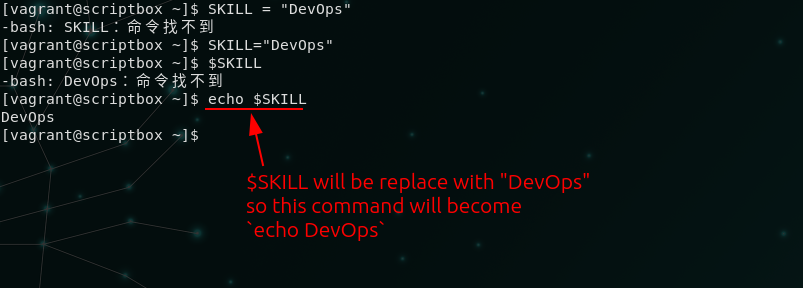 [vagrant@scriptbox ~]$ SKILL = "DevOps"
-bash: SKILL：命令找不到
[vagrant@scriptbox ~]$ SKILL="DevOps"
[vagrant@scriptbox ~]$ $SKILL
-bash: DevOps：命令找不到
[vagrant@scriptbox ~]$ echo $SKILL
DevOps
[vagrant@scriptbox ~]$
$SKILL will be replace with "DevOps"
so this command will become
`echo DevOps`